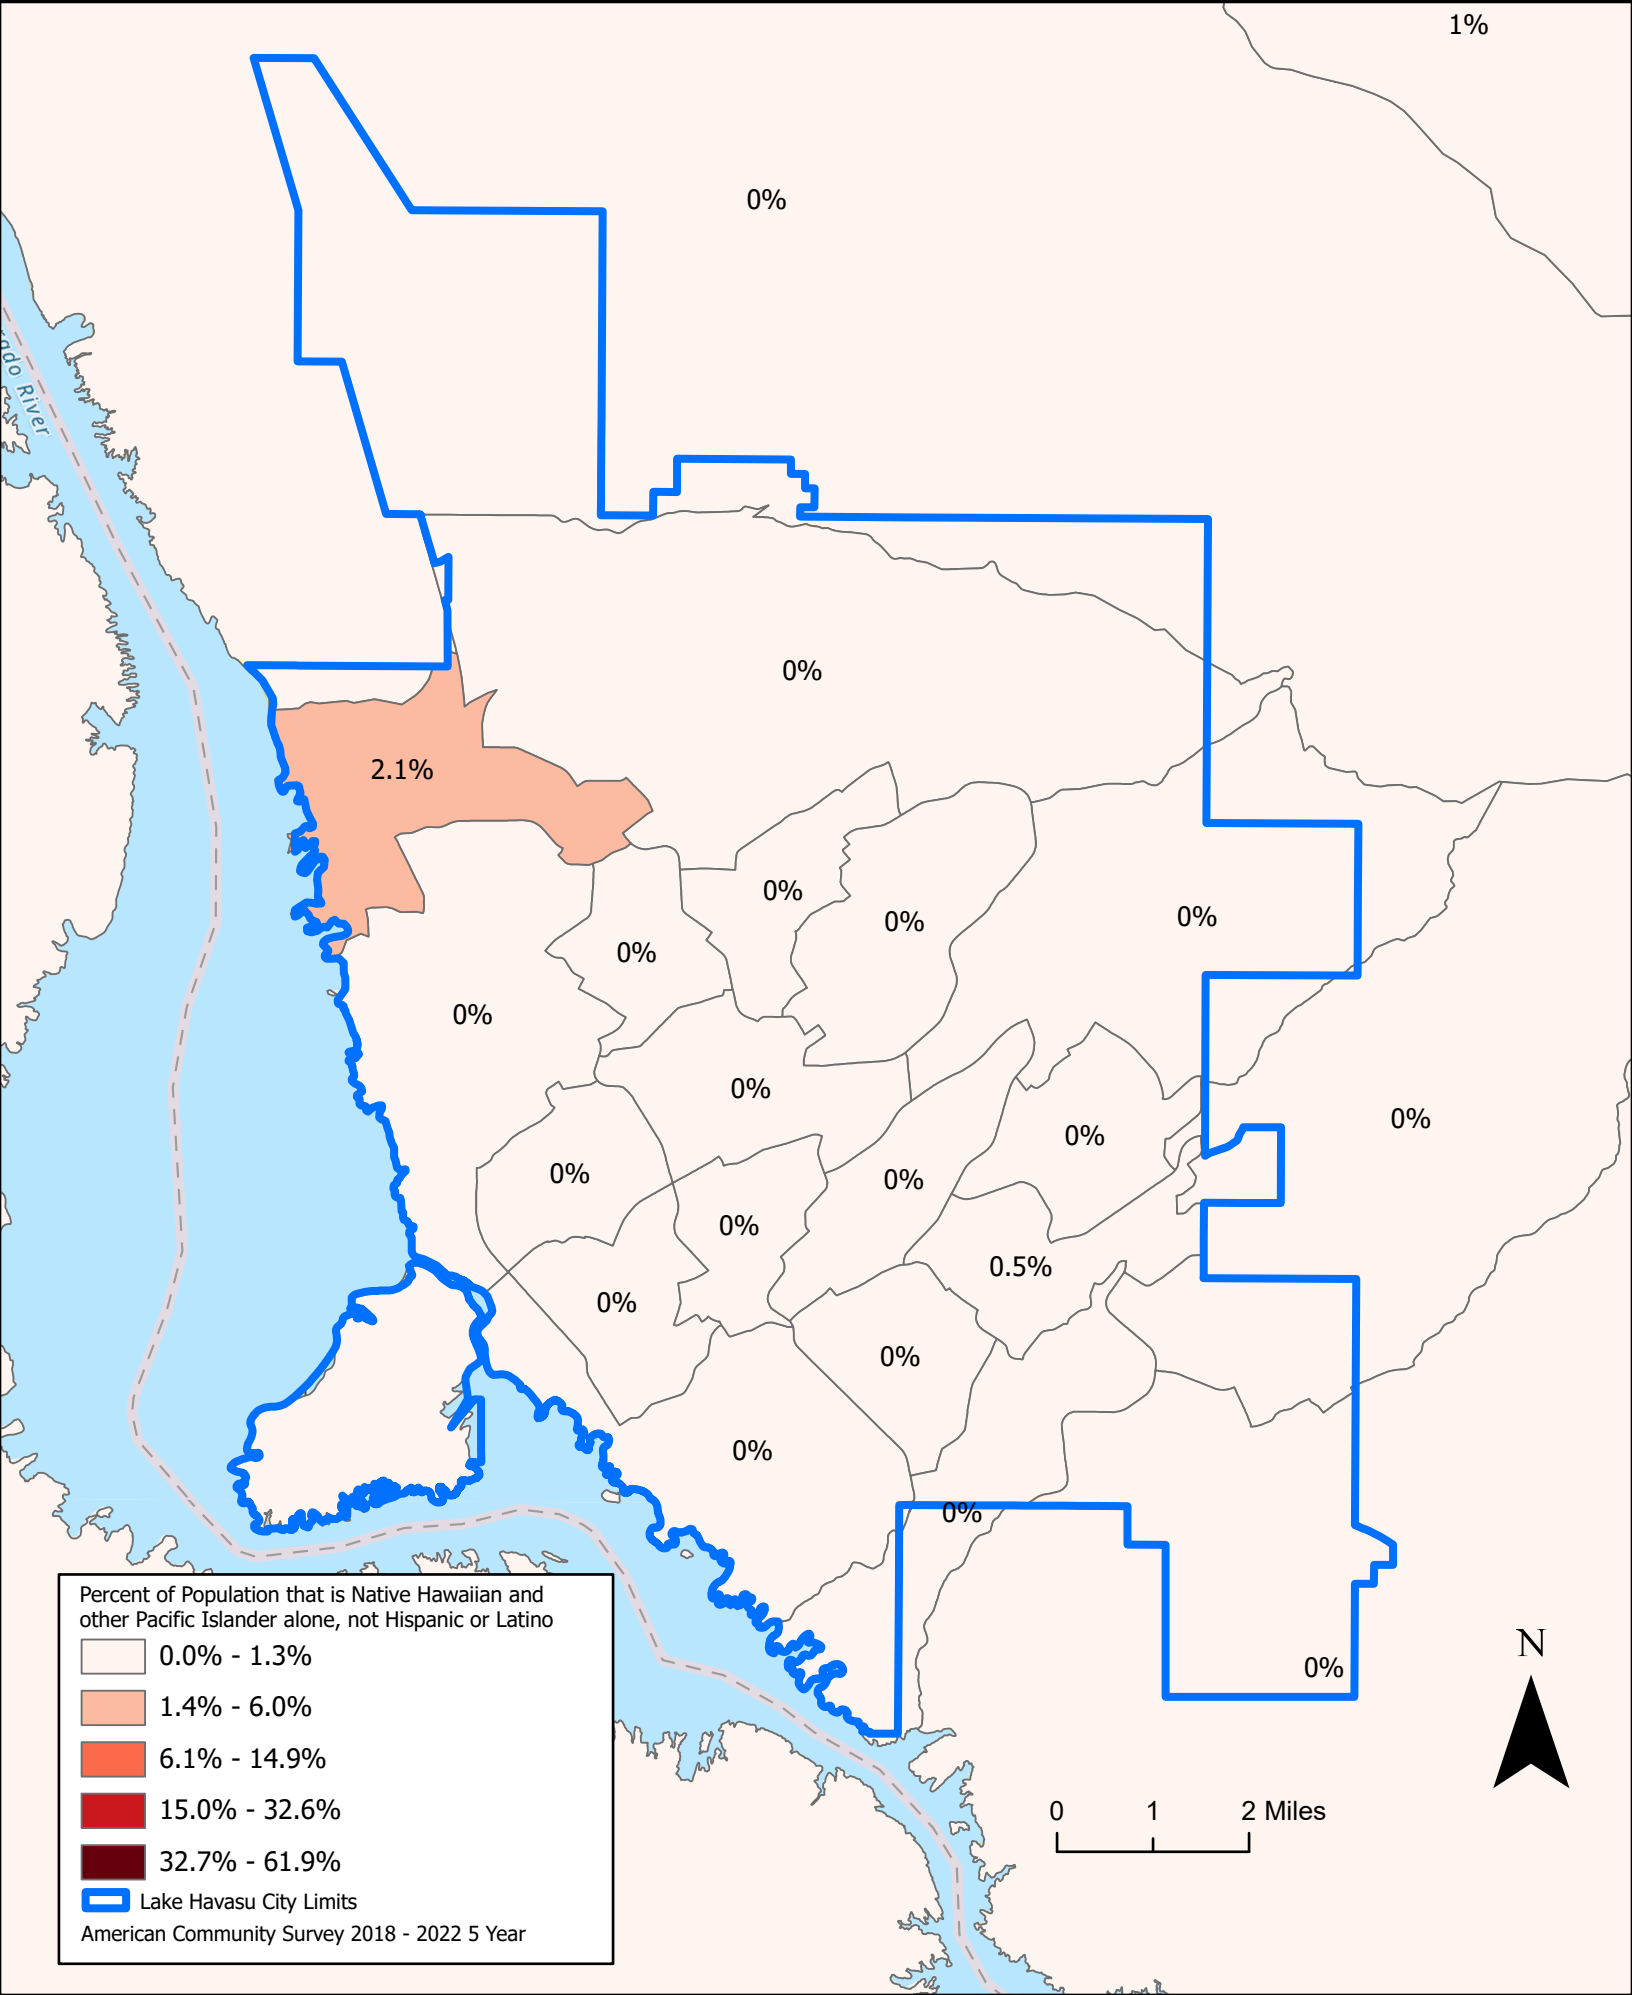 1%
0%
rado River
0%
2.1%
0%
0%
0%
0%
0%
0%
0%
0%
0%
0%
0%
0%
0.5%
0%
0%
0%
0%
0%
Percent of Population that is Native Hawaiian and
other Pacific Islander alone, not Hispanic or Latino
0.0% - 1.3%
1.4% - 6.0%
6.1% - 14.9%
15.0% - 32.6%
32.7% - 61.9%
Lake Havasu City Limits
American Community Survey 2018 - 2022 5 Year
N
0 1 2 Miles